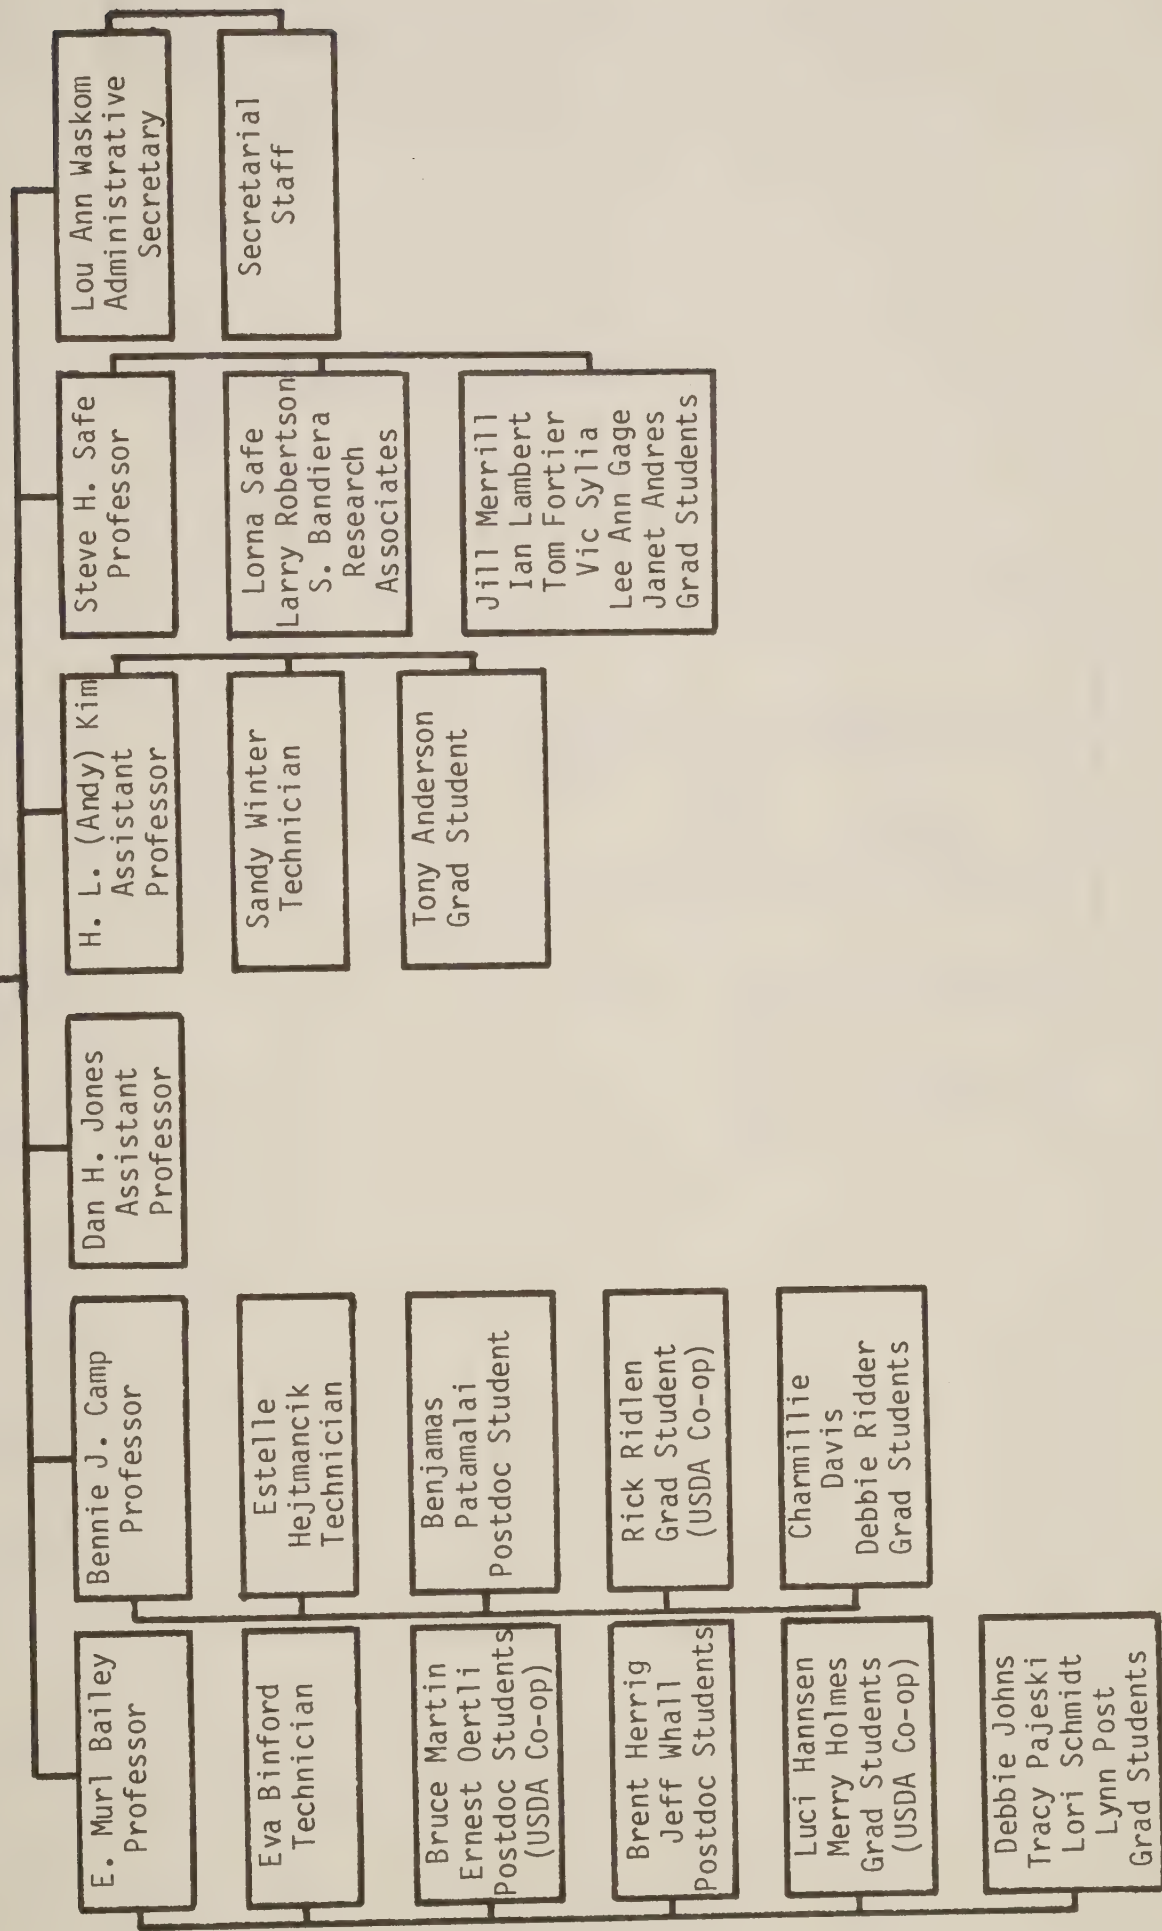 E. Murl Bailey
Professor
Eva Binford
Technician
Bruce Martin
Ernest Oertli
Postdoc Students
(USDA Co-op)
Brent Herrig
Jeff Whall
Postdoc Students
Luci Hannsen
Merry Holmes
Grad Students
(USDA Co-op)
Debbie Johns
Tracy Pajeski
Lori Schmidt
Lynn Post
Grad Students
Bennie J. Camp
Professor
Estelle
Hejtmancik
Technician
Benjamas
Patamalai
Postdoc Student
Rick Ridlen
Grad Student
(USDA Co-op)
Charmillie
Davis
Debbie Ridder
Grad Students
Dan H. Jones
Assistant
Professor
H. L. (Andy) Kim
Assistant
Professor
Sandy Winter
Technician
Tony Anderson
Grad Student
Steve H. Safe
Professor
Lorna Safe
Larry Robertson
S. Bandiera
Research
Associates
Jill Merrill
Ian Lambert
Tom Fortier
Vic Sylia
Lee Ann Gage
Janet Andres
Grad Students
Lou Ann Waskom
Administrative
Secretary
Secretarial
Staff